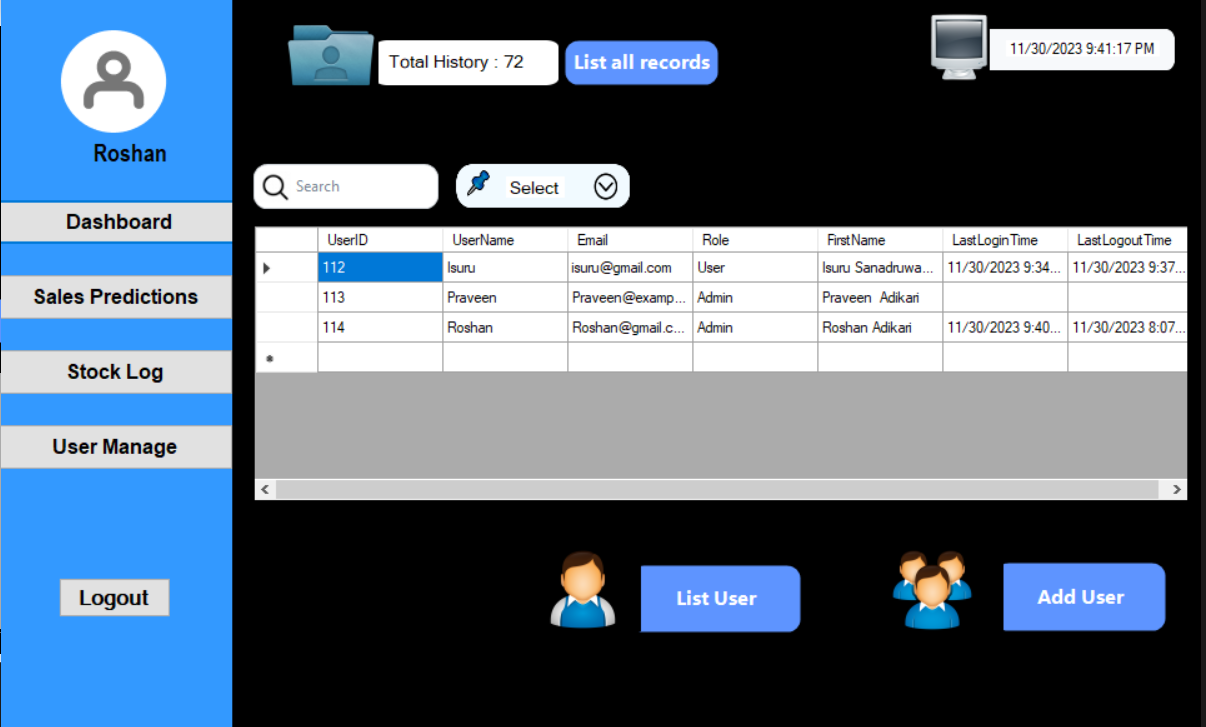 Roshan
Dashboard
Sales Predictions
Stock Log
User Manage
Logout
Total History : 72
List all records
11/30/2023 9:41:17 PM
Search
Select
UserID UserName Email Role FirstName LastLoginTime LastLogoutTime
112 Isuru isuru@gmail.com User Isuru Sanadruwa... 11/30/2023 9:34... 11/30/2023 9:37...
113 Praveen Praveen@examp... Admin Praveen Adikari
114 Roshan Roshan@gmail.c... Admin Roshan Adikari 11/30/2023 9:40... 11/30/2023 8:07...
List User
Add User